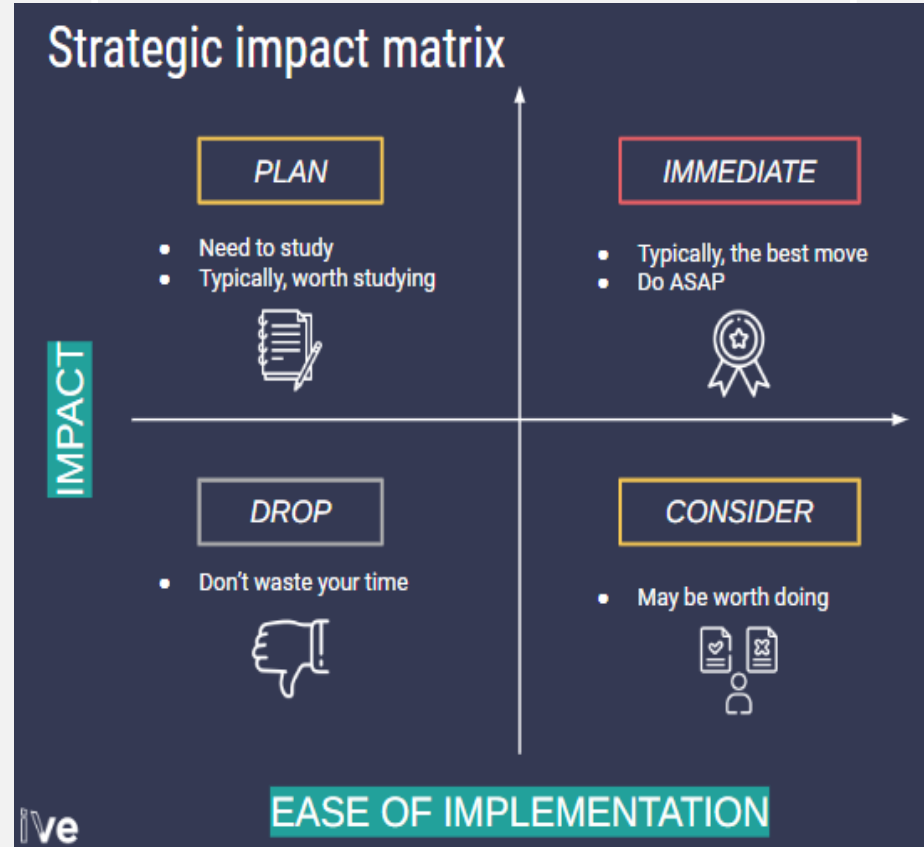 Strategic impact matrix
PLAN
● Need to study
● Typically, worth studying
IMMEDIATE
● Typically, the best move
● Do ASAP
IMPACT
DROP
● Don't waste your time
CONSIDER
● May be worth doing
EASE OF IMPLEMENTATION
ive